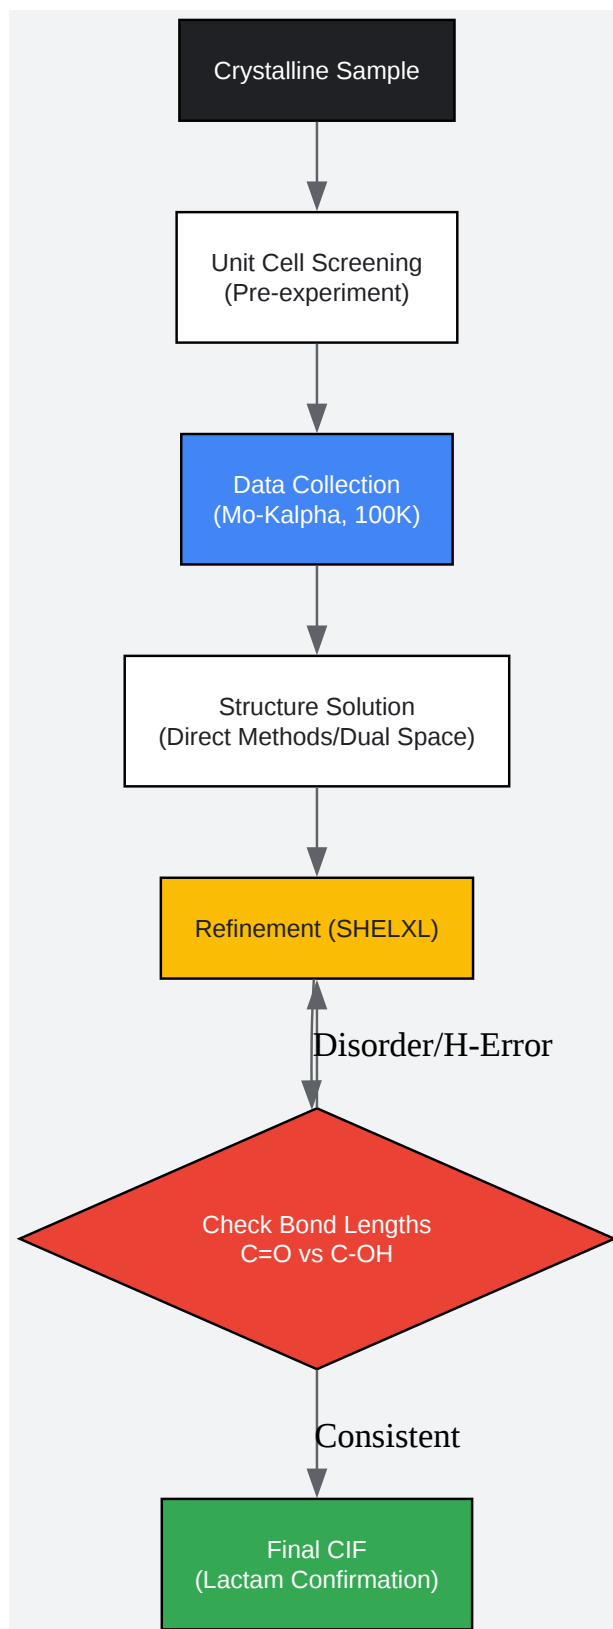 Crystalline Sample
Unit Cell Screening
(Pre-experiment)
Data Collection
(Mo-Kalpha, 100K)
Structure Solution
(Direct Methods/Dual Space)
Refinement (SHELXL)
Disorder/H-Error
Check Bond Lengths
C=O vs C-OH
Consistent
Final CIF
(Lactam Confirmation)